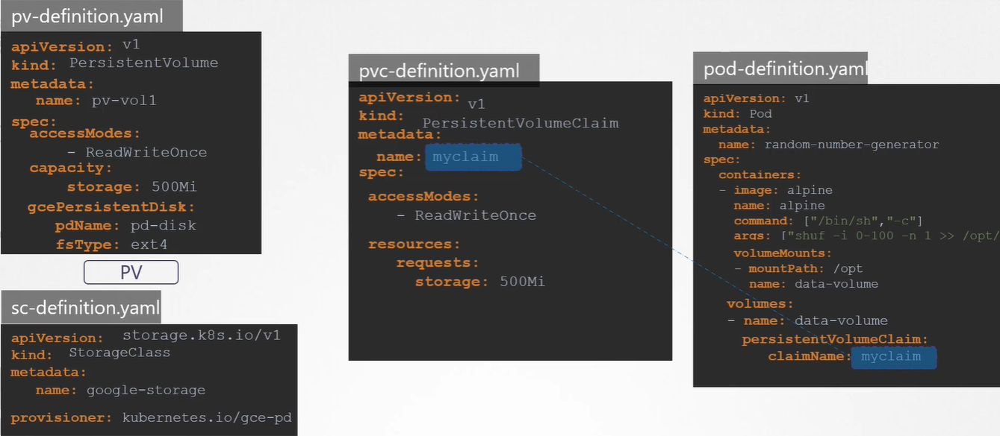 pv-definition.yaml
apiVersion: v1
kind: PersistentVolume
metadata:
name: pv-vol1
spec:
accessModes:
- ReadWriteOnce
capacity:
storage: 500Mi
gcePersistentDisk:
pdName: pd-disk
fsType: ext4
PV
sc-definition.yaml
apiVersion: storage.k8s.io/v1
kind: StorageClass
metadata:
name: google-storage
provisioner: kubernetes.io/gce-pd
pvc-definition.yaml
apiVersion: v1
kind: PersistentVolumeClaim
metadata:
name: myclaim
spec:
accessModes:
- ReadWriteOnce
resources:
requests:
storage: 500Mi
pod-definition.yaml
apiVersion: v1
kind: Pod
metadata:
name: random-number-generator
spec:
containers:
- image: alpine
name: alpine
command: ["/bin/sh","-c"]
args: ["shuf -i 0-100 -n 1 >> /opt/
volumeMounts:
- mountPath: /opt
name: data-volume
volumes:
- name: data-volume
persistentVolumeClaim:
claimName: myclaim